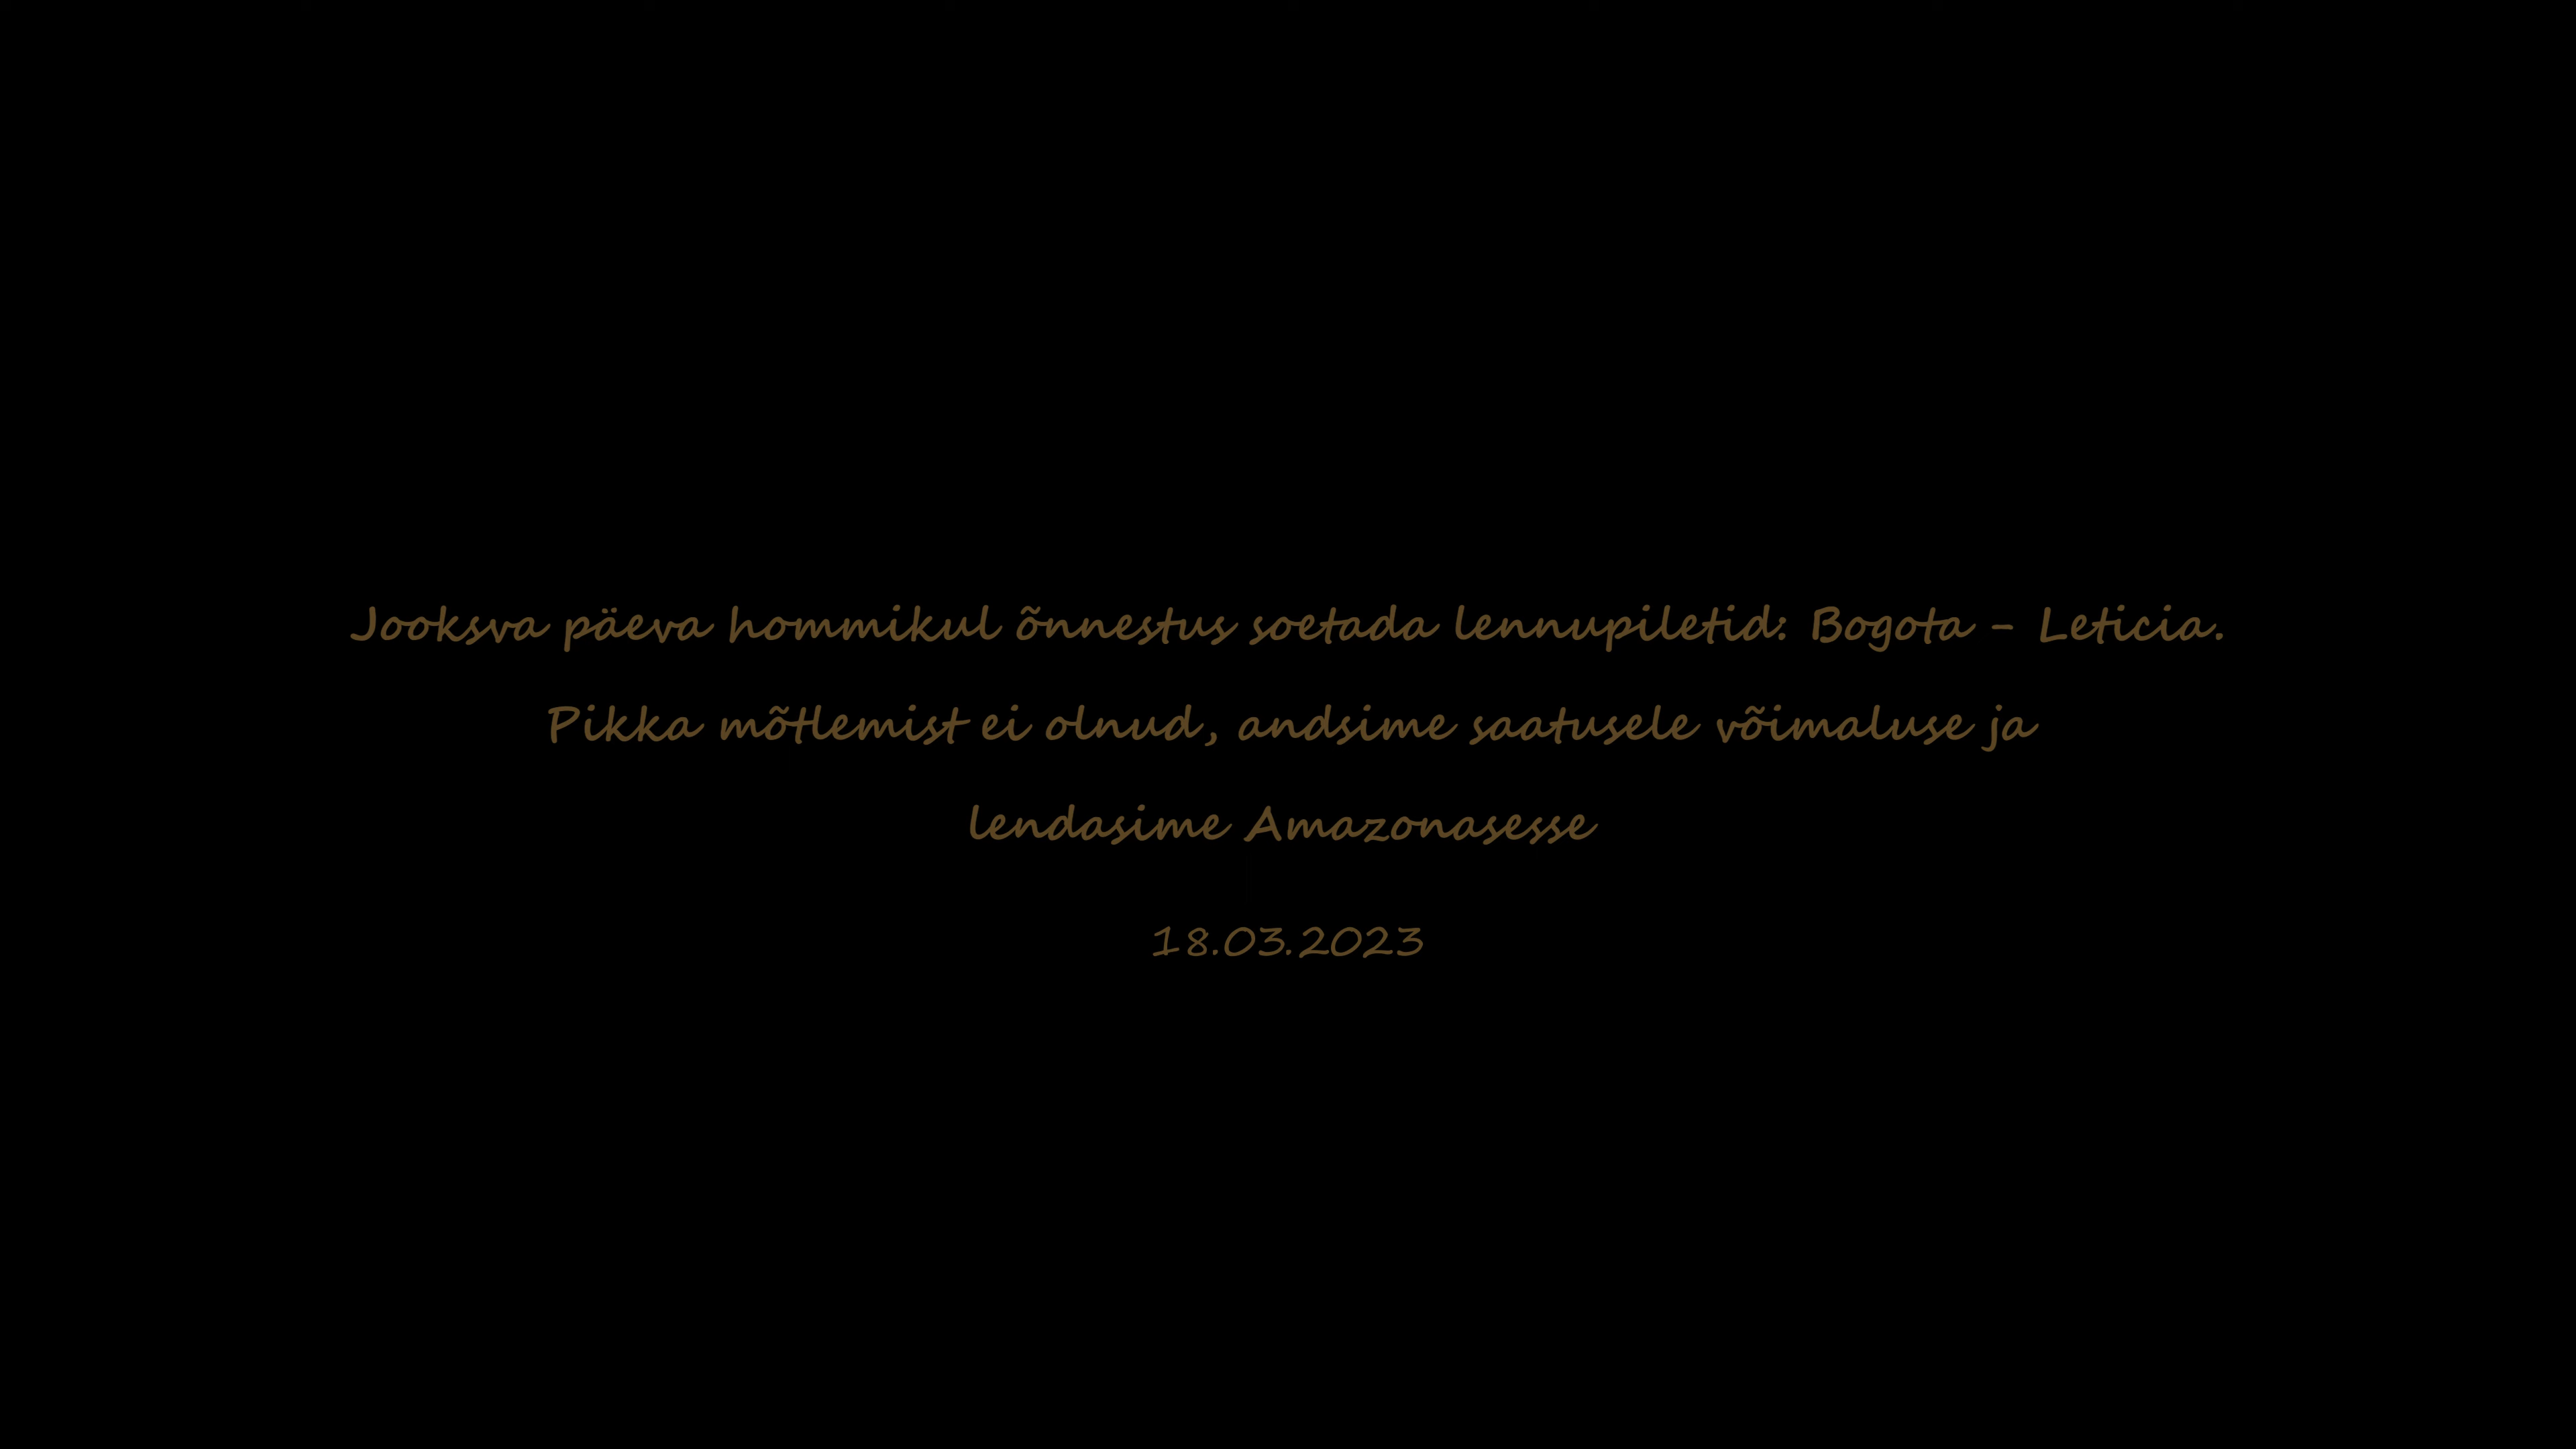 Jooksva päeva hommikul õnnestus soetada lennupiletid: Bogota - Leticia.
Pikka mõtlemist ei olnud, andsime saatusele võimaluse ja
lendasime Amazonasesse
18.03.2023